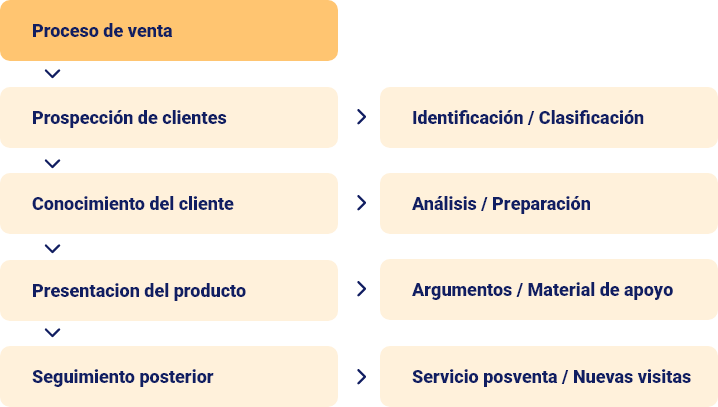 Proceso de venta
Prospección de clientes
Identificación / Clasificación
Conocimiento del cliente
Análisis / Preparación
Presentacion del producto
Argumentos / Material de apoyo
Seguimiento posterior
Servicio posventa / Nuevas visitas